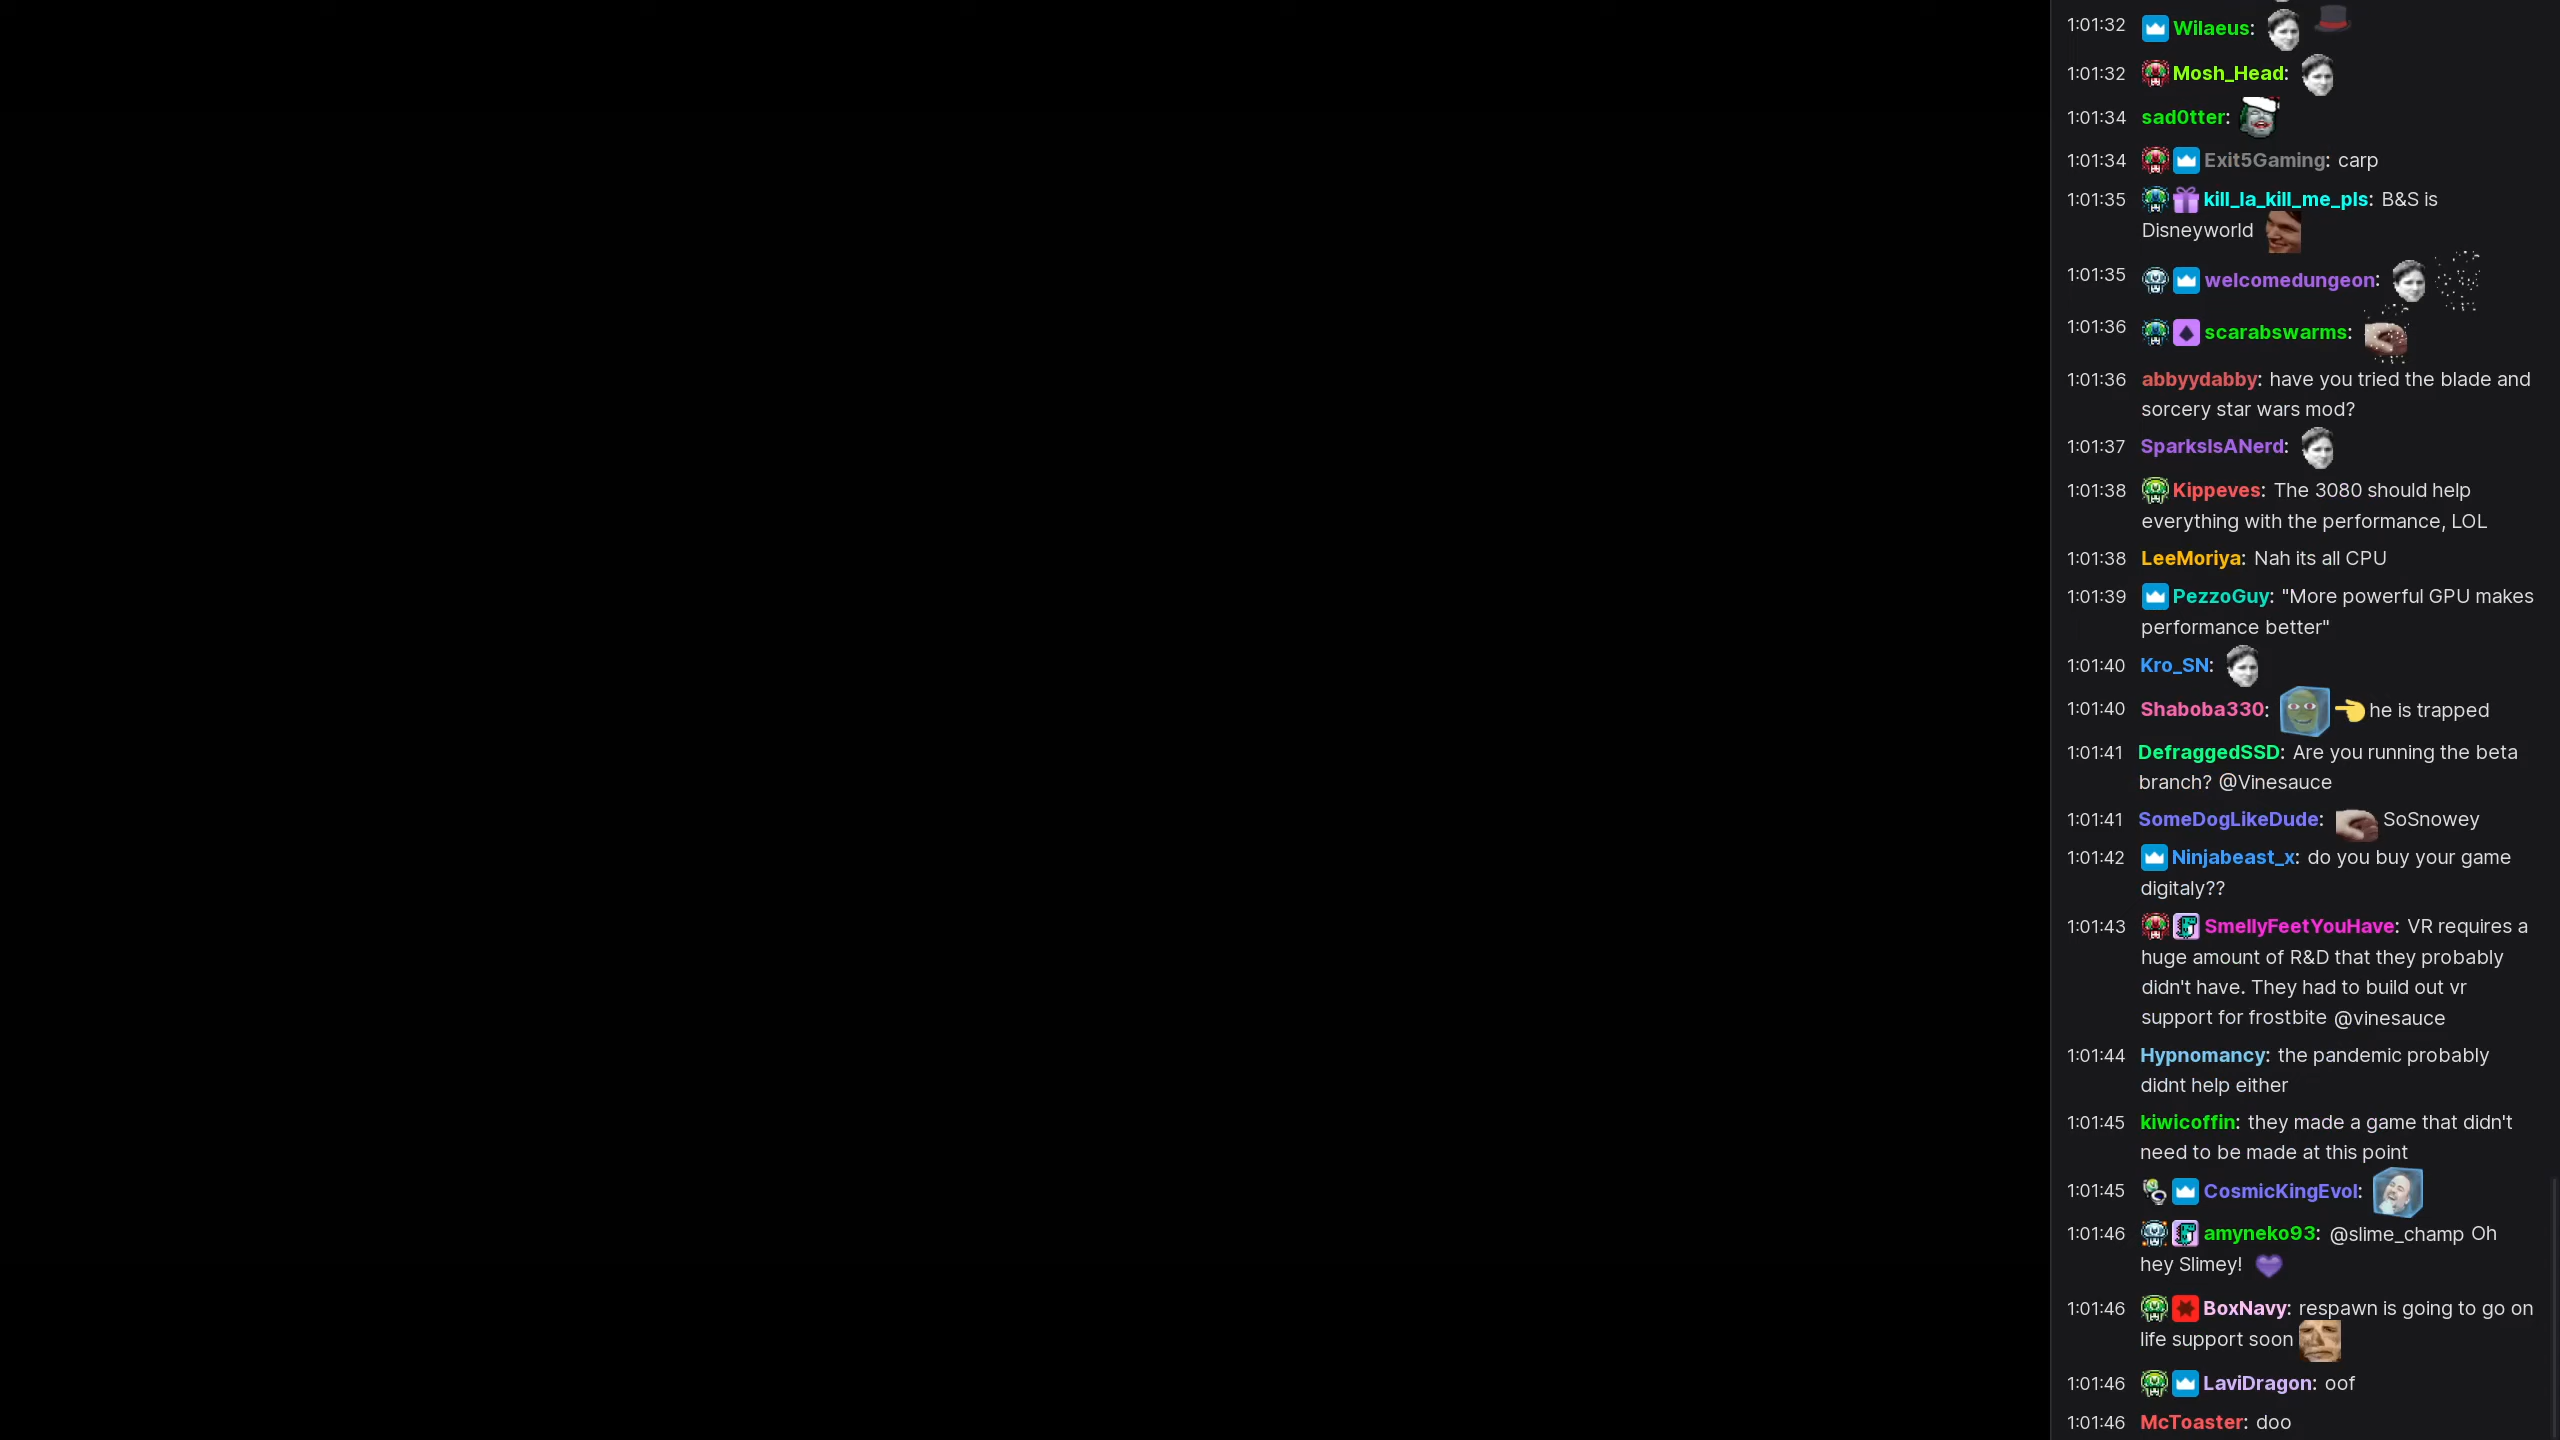 1:01:32 Wilaeus:
1:01:32 Mosh_Head:
1:01:34 sad0tter:
1:01:34 Exit5Gaming: carp
1:01:35 kill_la_kill_me_pls: B&S is
Disneyworld
1:01:35 welcomedungeon:
1:01:36 scarabswarms:
1:01:36 abbyydabby: have you tried the blade and
sorcery star wars mod?
1:01:37 SparksIsANerd:
1:01:38 Kippeves: The 3080 should help
everything with the performance, LOL
1:01:38 LeeMoriya: Nah its all CPU
1:01:39 PezzoGuy: "More powerful GPU makes
performance better"
1:01:40 Kro_SN:
1:01:40 Shaboba330: he is trapped
1:01:41 DefraggedSSD: Are you running the beta
branch? @Vinesauce
1:01:41 SomeDogLikeDude: SoSnowey
1:01:42 Ninjabeast_x: do you buy your game
digitaly??
1:01:43 SmellyFeetYouHave: VR requires a
huge amount of R&D that they probably
didn't have. They had to build out vr
support for frostbite @vinesauce
1:01:44 Hypnomancy: the pandemic probably
didnt help either
1:01:45 kiwicoffin: they made a game that didn't
need to be made at this point
1:01:45 CosmicKingEvol:
1:01:46 amyneko93: @slime_champ Oh
hey Slimey!
1:01:46 BoxNavy: respawn is going to go on
life support soon
1:01:46 LaviDragon: oof
1:01:46 McToaster: doo